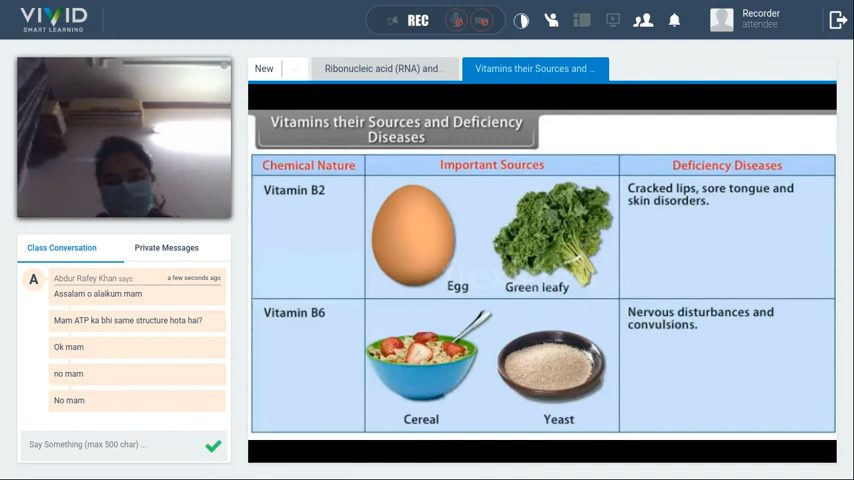 VIVID
SMART LEARNING
REC
Recorder
attendee
New
Ribonucleic acid (RNA) and..
Vitamins their Sources and ...
Class Conversation
Private Messages
A
Abdur Rafey Khan says:
a few seconds ago
Assalam o alaikum mam
Mam ATP ka bhi same structure hota hai?
Ok mam
no mam
No mam
Say Something (max 500 char) ...
Vitamins their Sources and Deficiency
Diseases
Chemical Nature
Important Sources
Deficiency Diseases
Vitamin B2
Egg
Green leafy
Cracked lips, sore tongue and
skin disorders.
Vitamin B6
Cereal
Yeast
Nervous disturbances and
convulsions.